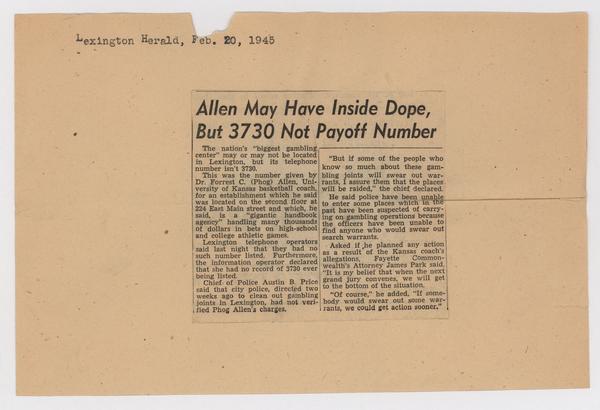 Lexington Herald, Feb. 20, 1945
Allen May Have Inside Dope,
But 3730 Not Payoff Number
The nation's "biggest gambling
center" may or may not be located
in Lexington, but its telephone
number isn't 3730.
This was the number given by
Dr. Forrest C. (Phog) Allen, Uni-
versity of Kansas basketball coach,
for an establishment which he said
was located on the second floor at
224 East Main street and which, he
said, is a "gigantic handbook
agency" handling many thousands
of dollars in bets on high-school
and college athletic games.
Lexington telephone operators
said last night that they had no
such number listed. Furthermore,
the information operator declared
that she had no record of 3730 ever
being listed.
Chief of Police Austin B. Price
said that city police, directed two
weeks ago to clean out gambling
joints in Lexington, had not veri-
fied Phog Allen's charges.
"But if some of the people who
know so much about these gam-
bling joints will swear out war-
rants, I assure them that the places
will be raided," the chief declared.
He said police have been unable
to enter some places which in the
past have been suspected of carry-
ing on gambling operations because
the officers have been unable to
find anyone who would swear out
search warrants.
Asked if he planned any action
as a result of the Kansas coach's
allegations, Fayette Common-
wealth's Attorney James Park said,
"It is my belief that when the next
grand jury convenes, we will get
to the bottom of the situation.
"Of course," he added, "If some-
body would swear out some war-
rants, we could get action sooner."